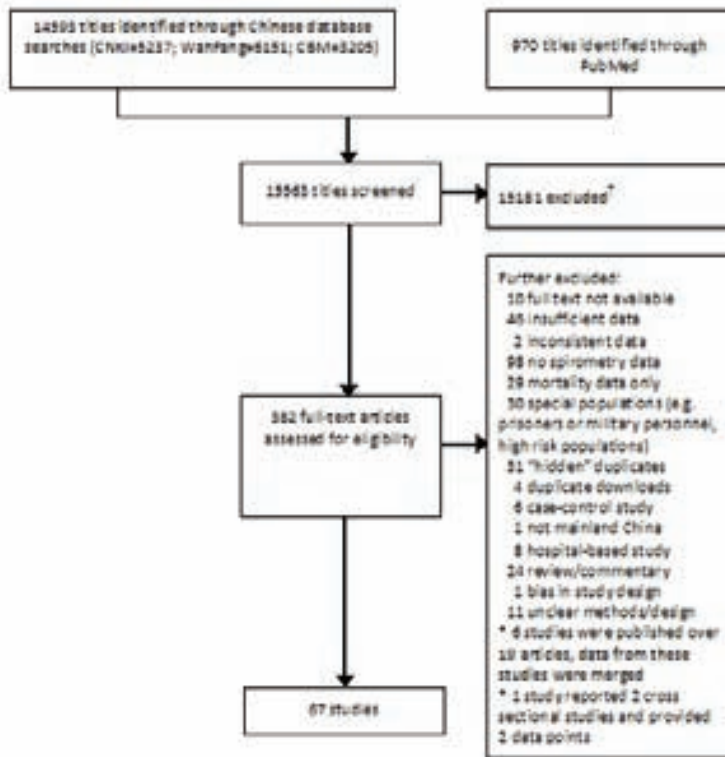 14593 titles identified through Chinese database
searches (CNKI=5237; WanFang=6151; CBM=3205)
970 titles identified through
PubMed
15563 titles screened
15181 excluded†
382 full-text articles
assessed for eligibility
Further excluded:
10 full text not available
46 insufficient data
2 inconsistent data
98 no spirometry data
29 mortality data only
30 special populations (e.g.
prisoners or military personnel,
high risk populations)
31 "hidden" duplicates
4 duplicate downloads
6 case-control study
1 not mainland China
8 hospital-based study
24 review/commentary
1 bias in study design
11 unclear methods/design
* 6 studies were published over
19 articles, data from these
studies were merged
* 1 study reported 2 cross
sectional studies and provided
2 data points
67 studies